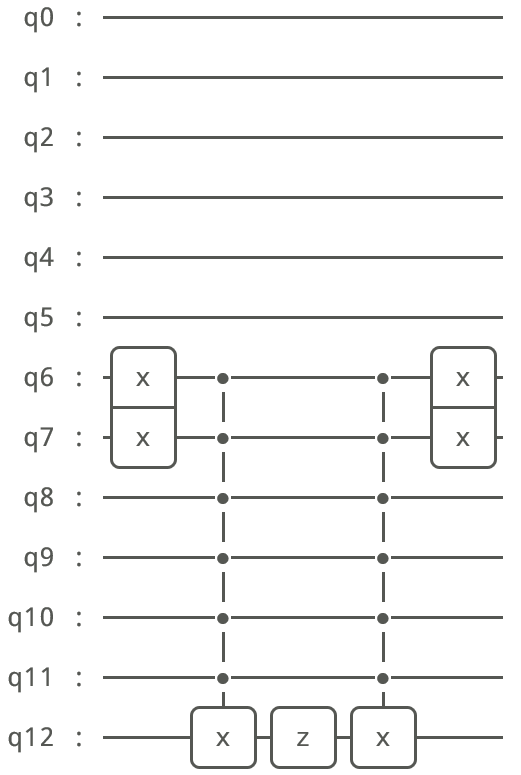 q0 :
q1 :
q2 :
q3 :
q4 :
q5 :
q6 : x x
q7 : x x
q8 :
q9 :
q10 :
q11 :
q12 : x z x